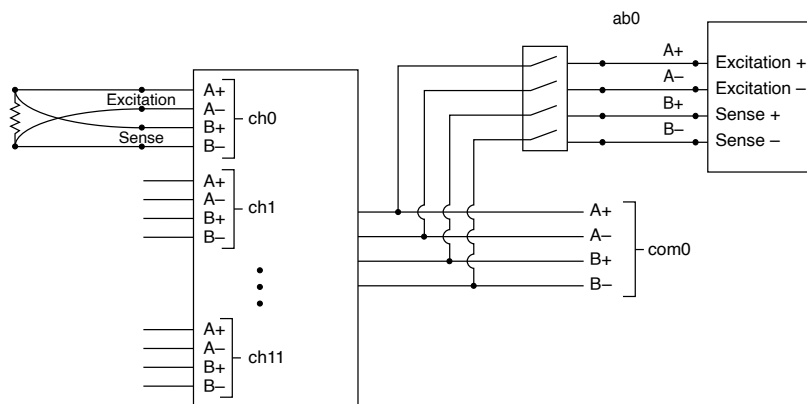 ab0
A+
A–
B+
B–
Excitation +
Excitation –
Sense +
Sense –
Excitation
Sense
A+
A–
B+
B–
ch0
A+
A–
B+
B–
ch1
A+
A–
B+
B–
ch11
A+
A–
B+
B–
com0